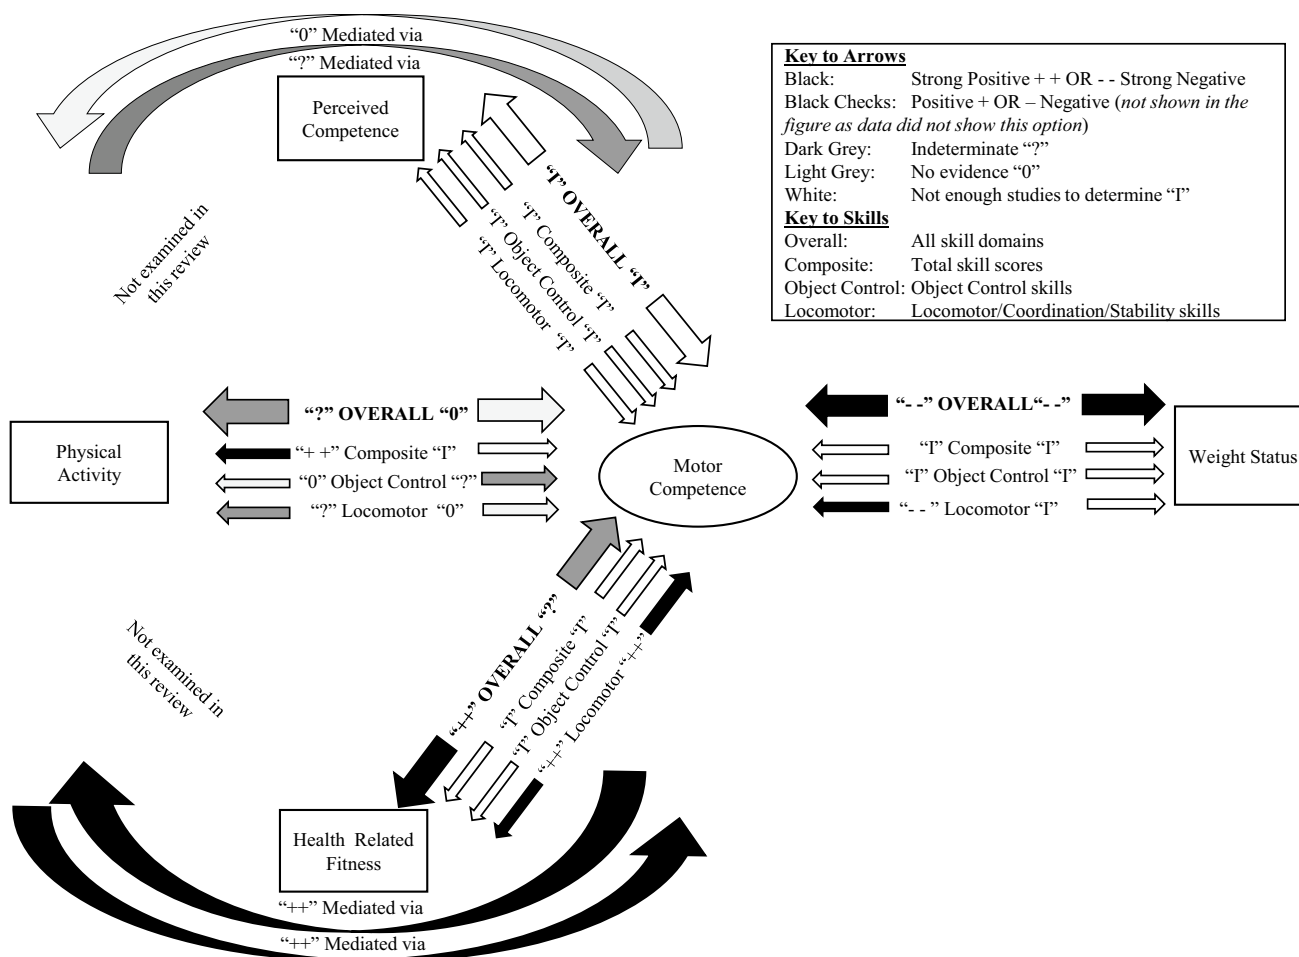 “0” Mediated via
“?” Mediated via
Perceived
Competence
Key to Arrows
Black: Strong Positive + + OR - - Strong Negative
Black Checks: Positive + OR – Negative (not shown in the
figure as data did not show this option)
Dark Grey: Indeterminate “?”
Light Grey: No evidence “0”
White: Not enough studies to determine “I”
Key to Skills
Overall: All skill domains
Composite: Total skill scores
Object Control: Object Control skills
Locomotor: Locomotor/Coordination/Stability skills
Not examined in
this review
“I” OVERALL “I”
“I” Composite “I”
“I” Object Control “I”
“I” Locomotor “I”
Physical
Activity
“?” OVERALL “0”
“+ +” Composite “I”
“0” Object Control “?”
“?” Locomotor “0”
Motor
Competence
“- -” OVERALL“- -”
“I” Composite “I”
“I” Object Control “I”
“- - ” Locomotor “I”
Weight Status
Not examined in
this review
“++” OVERALL “?”
“I” Composite “I”
“I” Object Control “I”
“++” Locomotor “++”
Health Related
Fitness
“++” Mediated via
“++” Mediated via